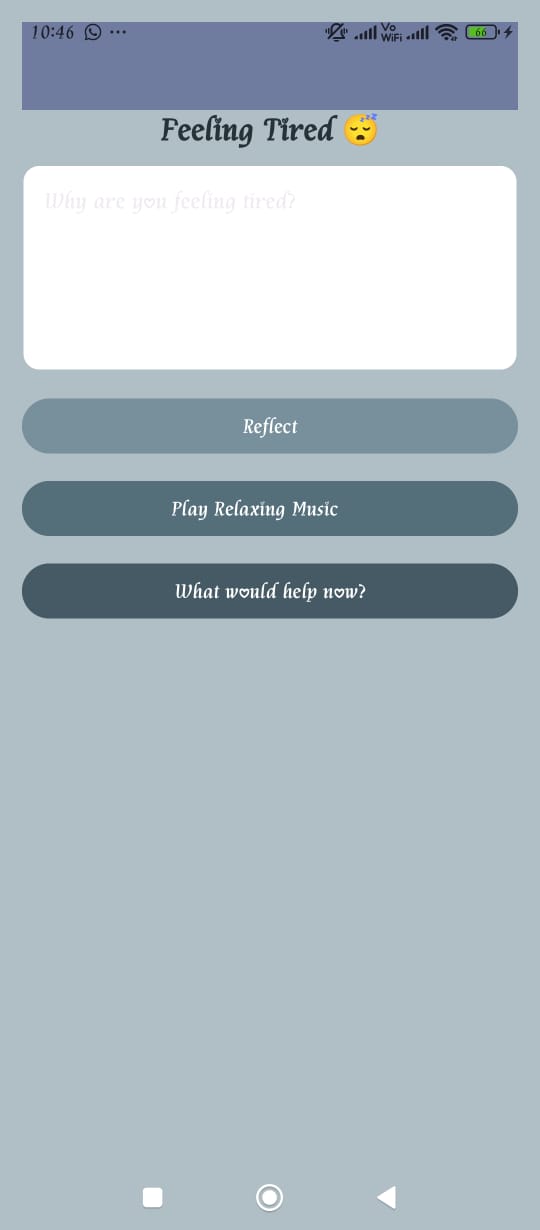 10:46
Vo
WiFi
66
Feeling Tired 😴
Why are you feeling tired?
Reflect
Play Relaxing Music
What would help now?